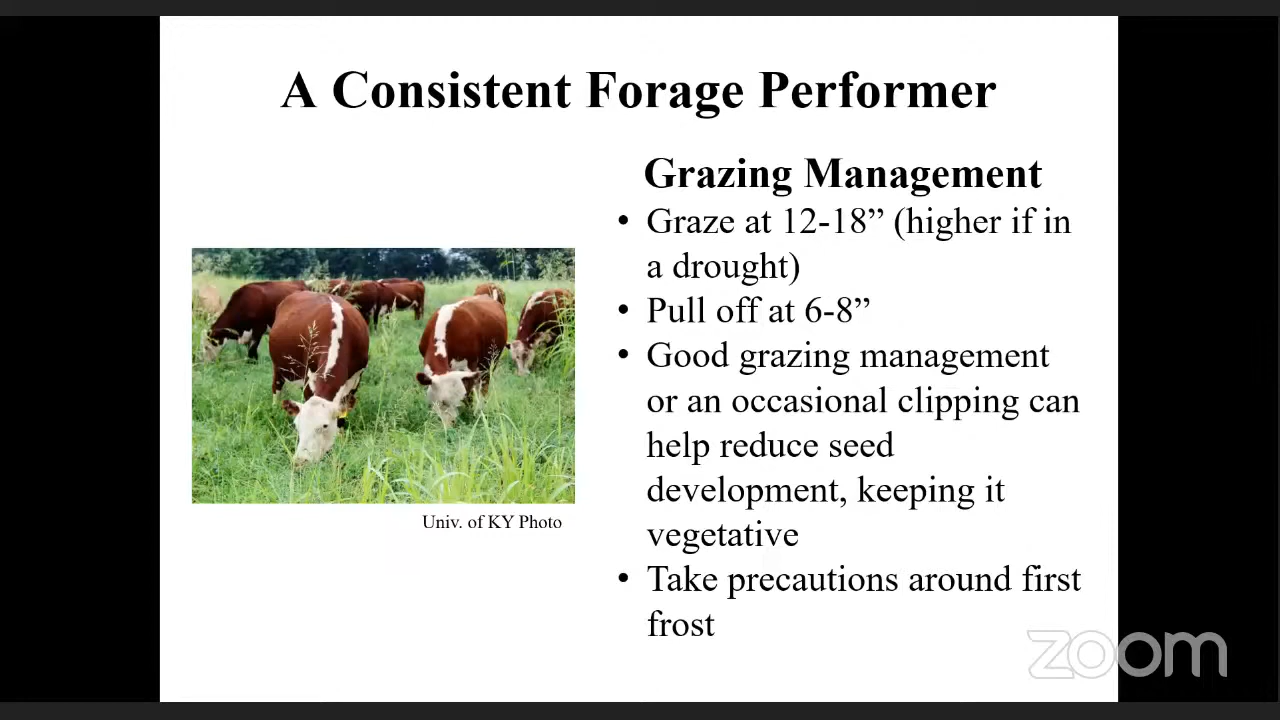 A Consistent Forage Performer
Grazing Management
• Graze at 12-18” (higher if in
a drought)
• Pull off at 6-8”
• Good grazing management
or an occasional clipping can
help reduce seed
development, keeping it
vegetative
• Take precautions around first
frost
Univ. of KY Photo
zoom